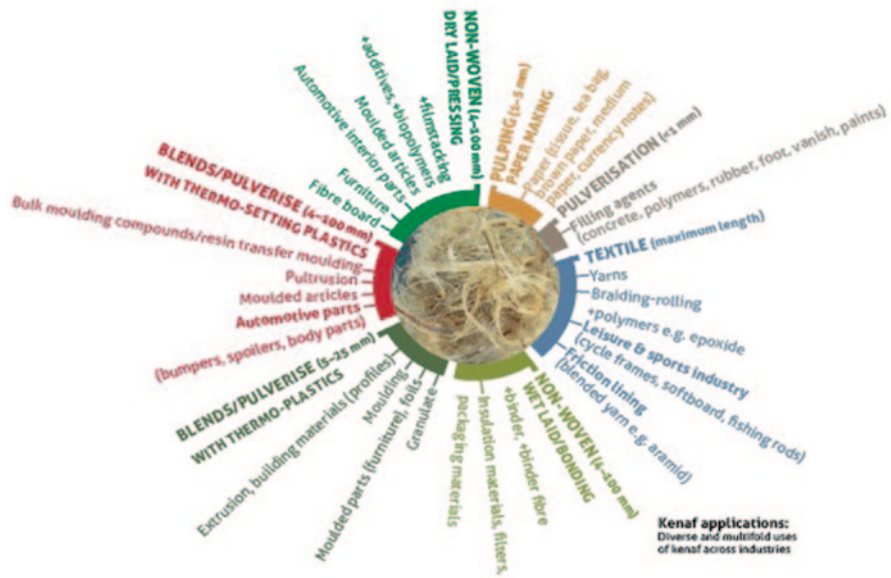 NON-WOVEN (4–100 mm)
DRY LAID/PRESSING
+filmstacking
+additives, +biopolymers
Moulded articles
Automotive interior parts
Furniture
Fibre board
PULPING (1–5 mm)
PAPER MAKING
Paper (tissue, tea bag,
brown paper, medium
paper, currency notes)
PULVERISATION (<1 mm)
Filling agents
(concrete, polymers, rubber, foot, vanish, paints)
TEXTILE (maximum length)
Yarns
Braiding-rolling
+Polymers e.g. epoxide
Leisure & sports industry
(cycle frames, softboard, fishing rods)
Friction lining
(blended yarn e.g. aramid)
NON-WOVEN (4–100 mm)
WET LAID/BONDING
+binder, +binder fibre
Insulation materials, filters,
packaging materials
BLENDS/PULVERISE (5–25 mm)
WITH THERMO-PLASTICS
Extrusion, building materials (profiles)
Moulding
Moulded parts (furniture), foils
Granulate
BLENDS/PULVERISE (4–100 mm)
WITH THERMO-SETTING PLASTICS
Bulk moulding compounds/resin transfer moulding
Pultrusion
Moulded articles
Automotive parts
(bumpers, spoilers, body parts)
Kenaf applications:
Diverse and multifold uses
of kenaf across industries